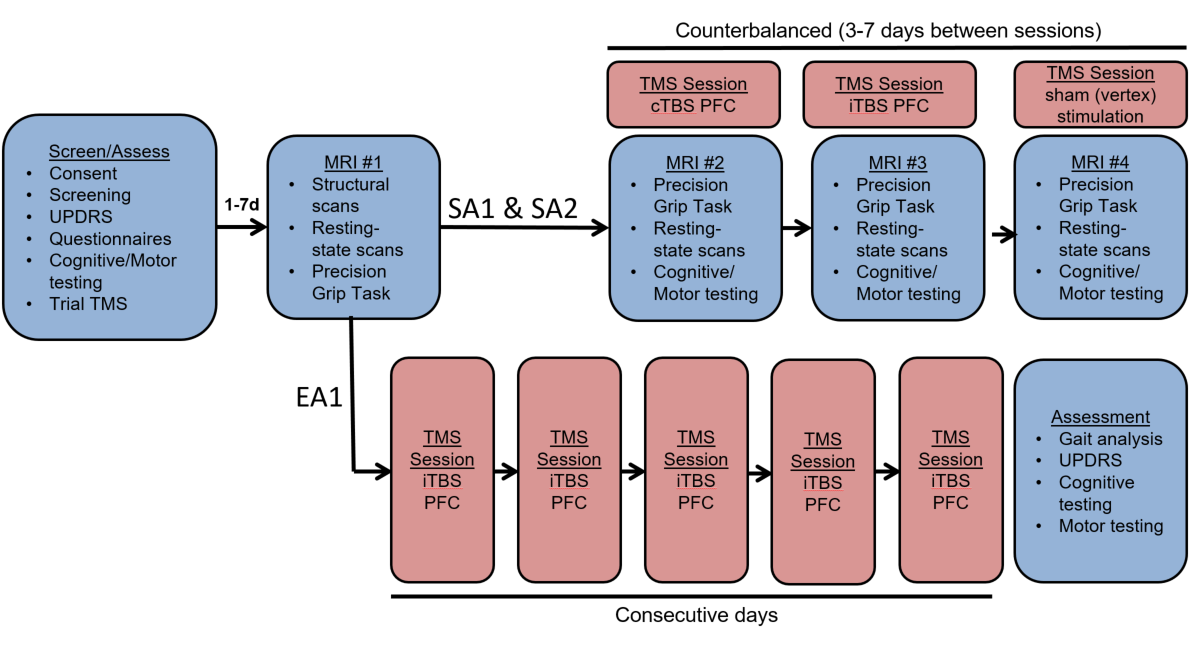 Counterbalanced (3-7 days between sessions)
TMS Session
cTBS PFC
TMS Session
iTBS PFC
TMS Session
sham (vertex)
stimulation
Screen/Assess
• Consent
• Screening
• UPDRS
• Questionnaires
• Cognitive/Motor
testing
• Trial TMS
1-7d
MRI #1
• Structural
scans
• Resting-
state scans
• Precision
Grip Task
SA1 & SA2
MRI #2
• Precision
Grip Task
• Resting-
state scans
• Cognitive/
Motor testing
MRI #3
• Precision
Grip Task
• Resting-
state scans
• Cognitive/
Motor testing
MRI #4
• Precision
Grip Task
• Resting-
state scans
• Cognitive/
Motor testing
EA1
TMS
Session
iTBS
PFC
TMS
Session
iTBS
PFC
TMS
Session
iTBS
PFC
TMS
Session
iTBS
PFC
TMS
Session
iTBS
PFC
Assessment
• Gait analysis
• UPDRS
• Cognitive
testing
• Motor testing
Consecutive days